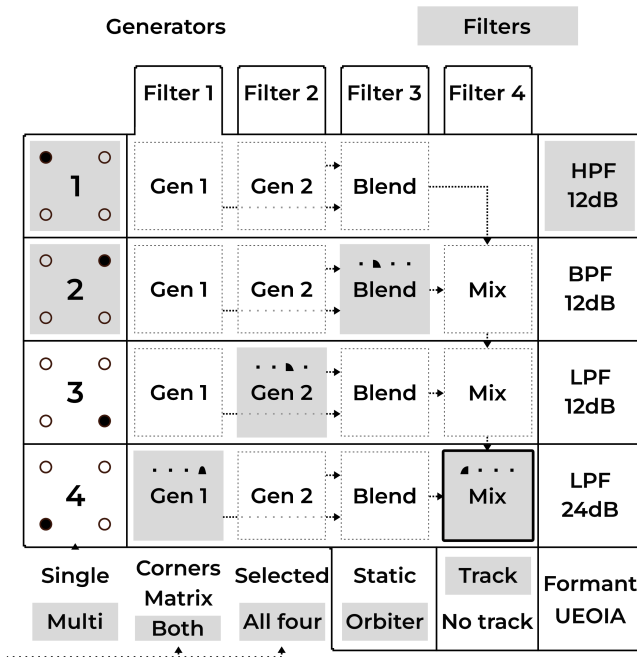 Generators Filters
Filter 1 Filter 2 Filter 3 Filter 4
1 Gen 1 Gen 2 Blend HPF
12dB
2 Gen 1 Gen 2 Blend Mix BPF
12dB
3 Gen 1 Gen 2 Blend Mix LPF
12dB
4 Gen 1 Gen 2 Blend Mix LPF
24dB
Single Corners Selected Static Track Formant
Matrix
Multi Both All four Orbiter No track UEOIA